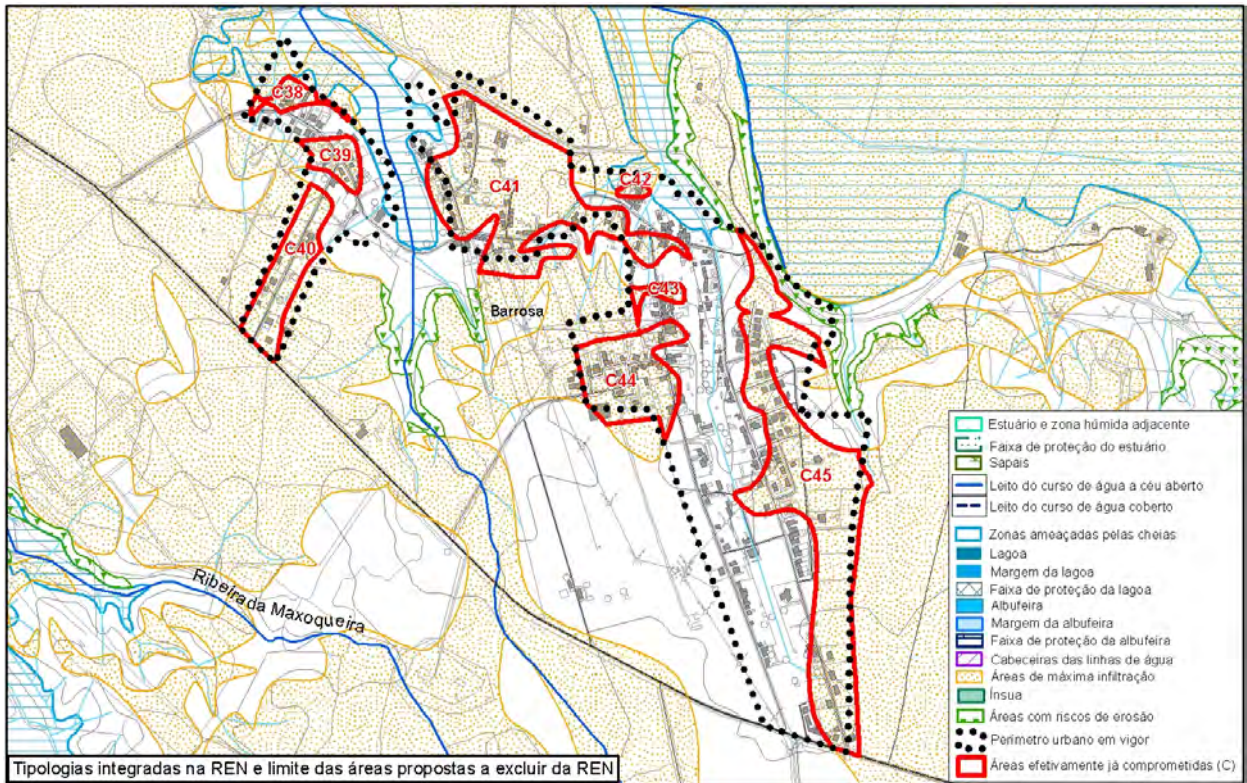 C38
C39
C40
C41
C42
C43
C44
C45
Barrosa
Ribeira da Maxoqueira
Estuário e zona húmida adjacente
Faixa de proteção do estuário
Sapais
Leito do curso de água a céu aberto
Leito do curso de água coberto
Zonas ameaçadas pelas cheias
Lagoa
Margem da lagoa
Faixa de proteção da lagoa
Albufeira
Margem da albufeira
Faixa de proteção da albufeira
Cabeceiras das linhas de água
Áreas de máxima infiltração
Ínsua
Áreas com riscos de erosão
Perímetro urbano em vigor
Áreas efetivamente já comprometidas (C)
Tipologias integradas na REN e limite das áreas propostas a excluir da REN